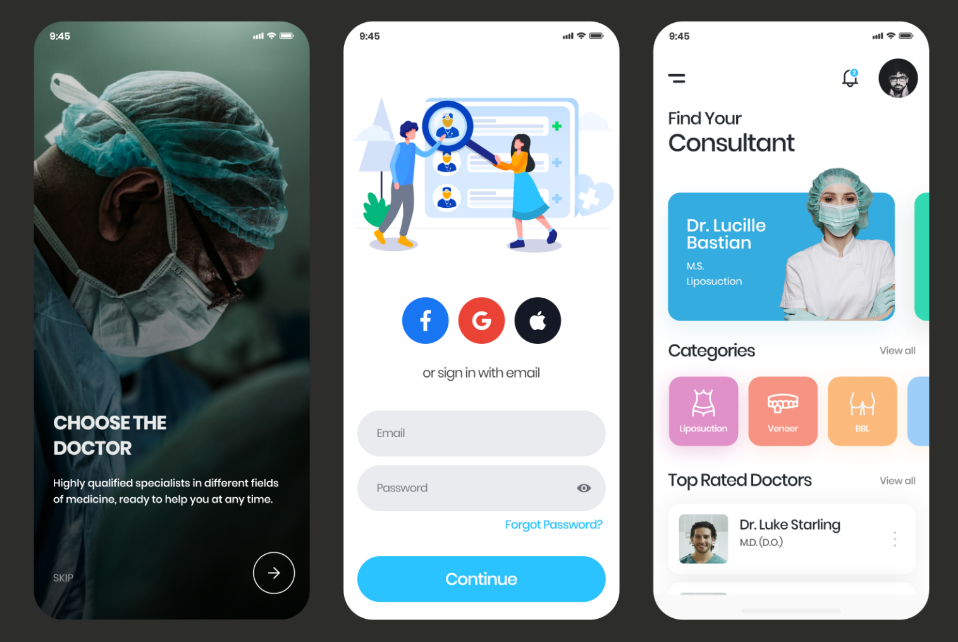 9:45
CHOOSE THE
DOCTOR
Highly qualified specialists in different fields
of medicine, ready to help you at any time.
SKIP
9:45
or sign in with email
Email
Password
Forgot Password?
Continue
9:45
Find Your
Consultant
Dr. Lucille
Bastian
M.S.
Liposuction
Categories
View all
Liposuction
Veneer
BBL
Top Rated Doctors
View all
Dr. Luke Starling
M.D. (D.O.)